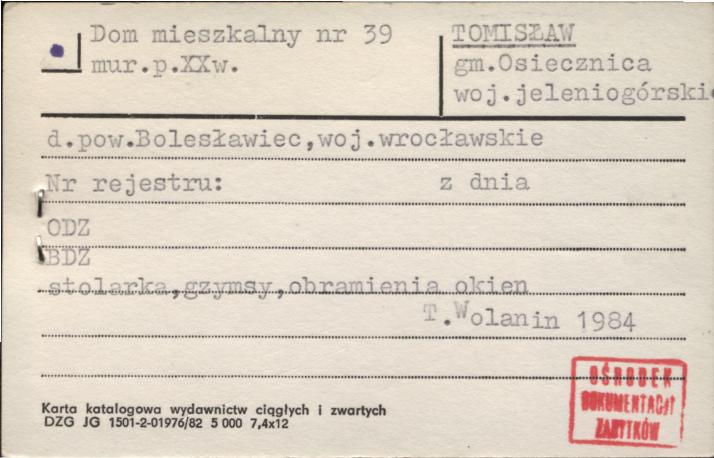 Dom mieszkalny nr 39
mur.p.XXw.
TOMISŁAW
gm.Osiecznica
woj.jeleniogórskie
d.pow.Bolesławiec,woj.wrocławskie
Nr rejestru: z dnia
ODZ
BDZ
stolarka,gzymsy,obramienia okien
T.Wolanin 1984
OŚRODEK
DOKUMENTACJI
ZABYTKÓW
Karta katalogowa wydawnictw ciągłych i zwartych
DZG JG 1501-2-01976/82 5 000 7,4x12